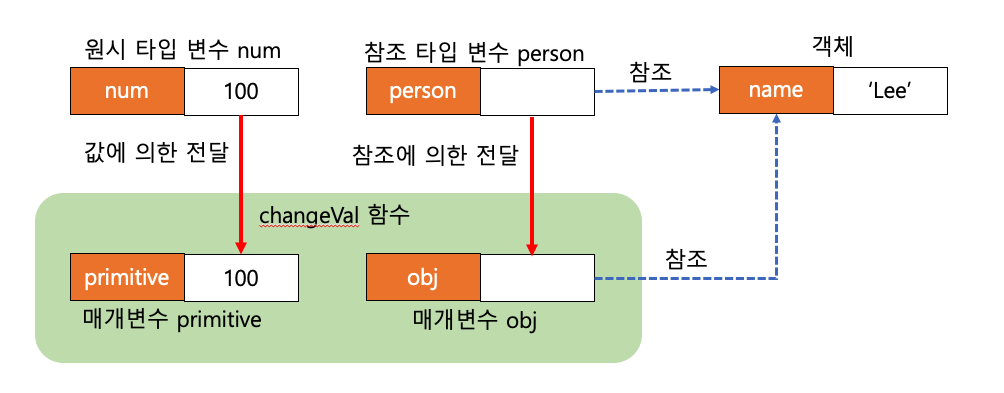 원시 타입 변수 num
참조 타입 변수 person
객체
num
100
person
참조
name
‘Lee’
값에 의한 전달
참조에 의한 전달
changeVal 함수
primitive
100
obj
참조
매개변수 primitive
매개변수 obj